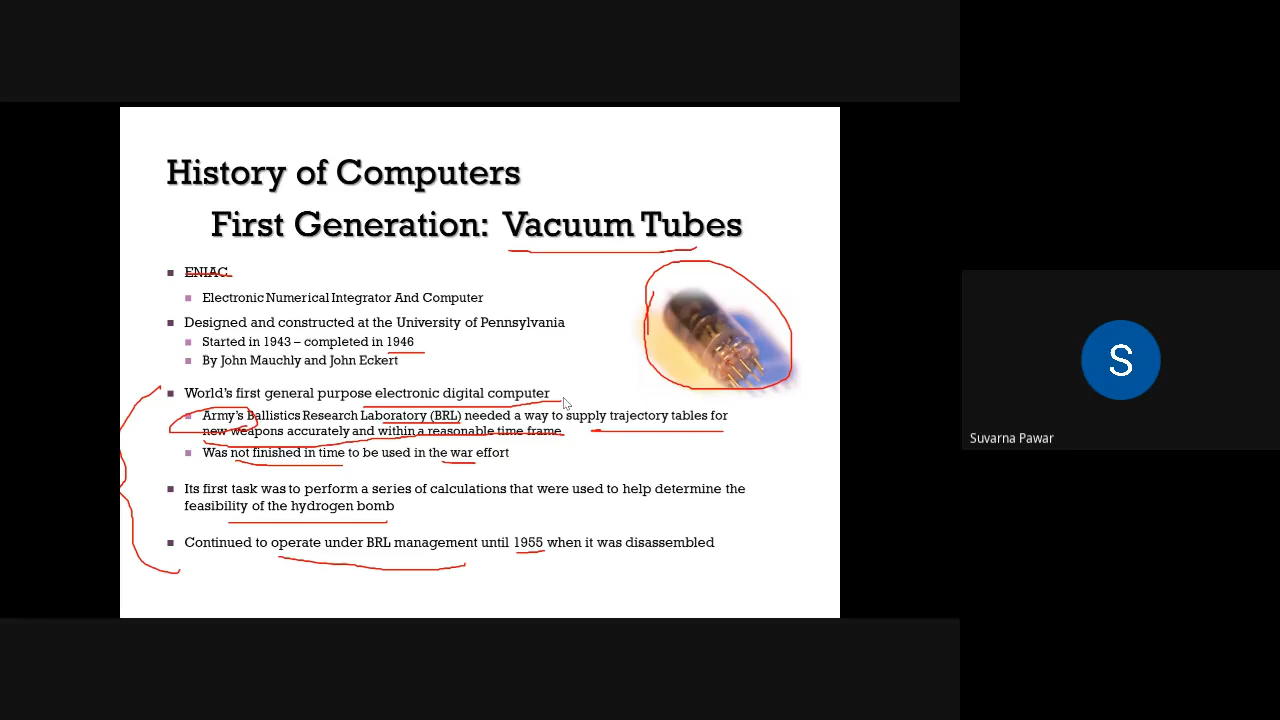 History of Computers
First Generation: Vacuum Tubes
ENIAC
Electronic Numerical Integrator And Computer
Designed and constructed at the University of Pennsylvania
Started in 1943 – completed in 1946
By John Mauchly and John Eckert
World's first general purpose electronic digital computer
Army's Ballistics Research Laboratory (BRL) needed a way to supply trajectory tables for
new weapons accurately and within a reasonable time frame
Was not finished in time to be used in the war effort
Its first task was to perform a series of calculations that were used to help determine the
feasibility of the hydrogen bomb
Continued to operate under BRL management until 1955 when it was disassembled
S
Suvarna Pawar